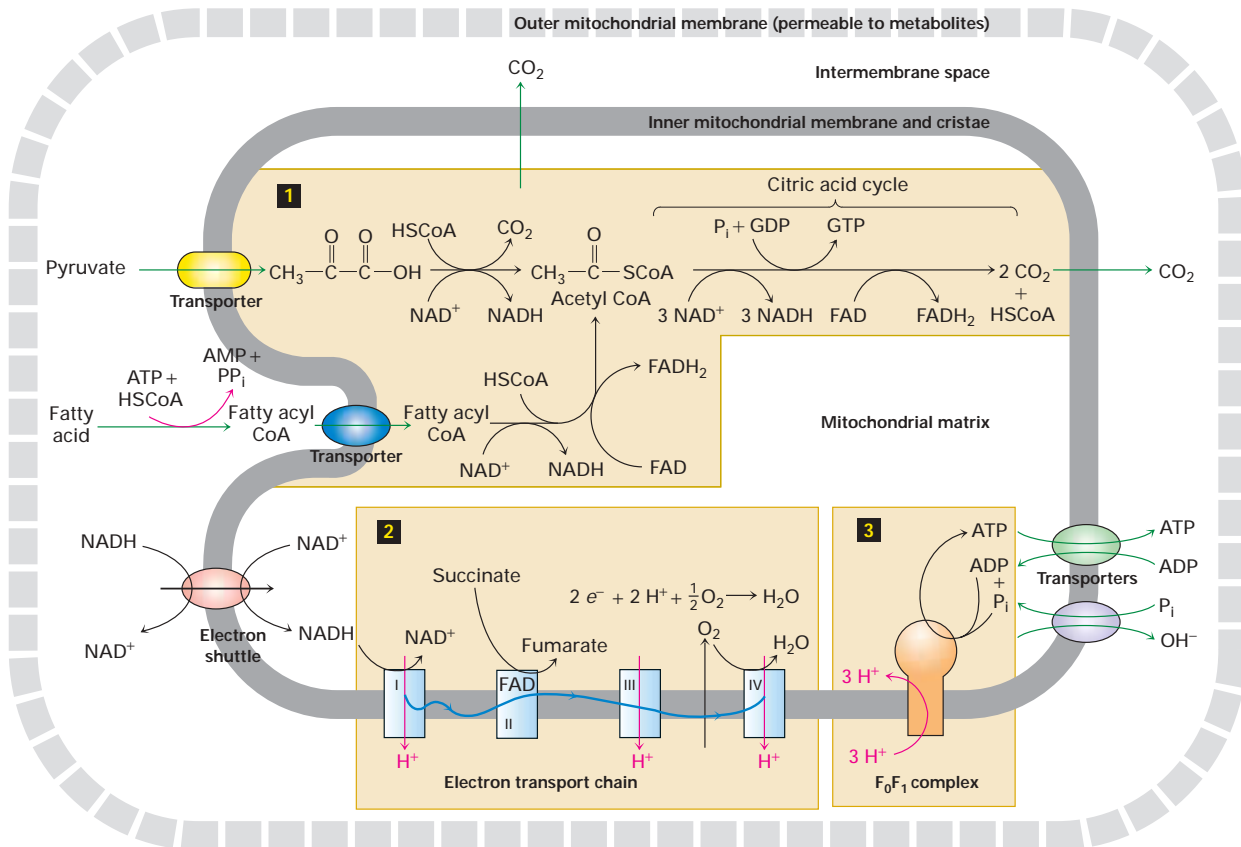 Outer mitochondrial membrane (permeable to metabolites)
CO₂
Intermembrane space
Inner mitochondrial membrane and cristae
1
Citric acid cycle
HSCoA
CO₂
Pᵢ + GDP
GTP
O O
O
Pyruvate
CH₃ C C OH
CH₃ C SCoA
2 CO₂
CO₂
Transporter
Acetyl CoA
+
HSCoA
NAD⁺
NADH
3 NAD⁺
3 NADH
FAD
FADH₂
AMP +
PPᵢ
ATP +
HSCoA
HSCoA
FADH₂
Fatty
acid
Fatty acyl
CoA
Fatty acyl
CoA
Mitochondrial matrix
Transporter
NAD⁺
NADH
FAD
2
3
NADH
NAD⁺
ATP
ATP
Succinate
ADP
+
Pᵢ
Transporters
ADP
2 e⁻ + 2 H⁺ + ½O₂ → H₂O
Pᵢ
NAD⁺
Electron
shuttle
NADH
NAD⁺
Fumarate
O₂
H₂O
OH⁻
I
FAD
II
III
IV
3 H⁺
H⁺
H⁺
H⁺
3 H⁺
Electron transport chain
F₀F₁ complex